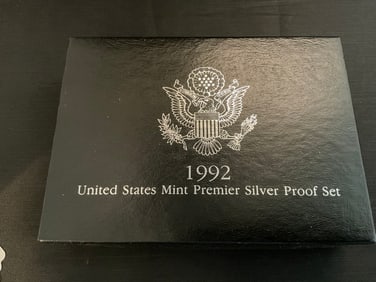 1992
United States Mint Premier Silver Proof Set